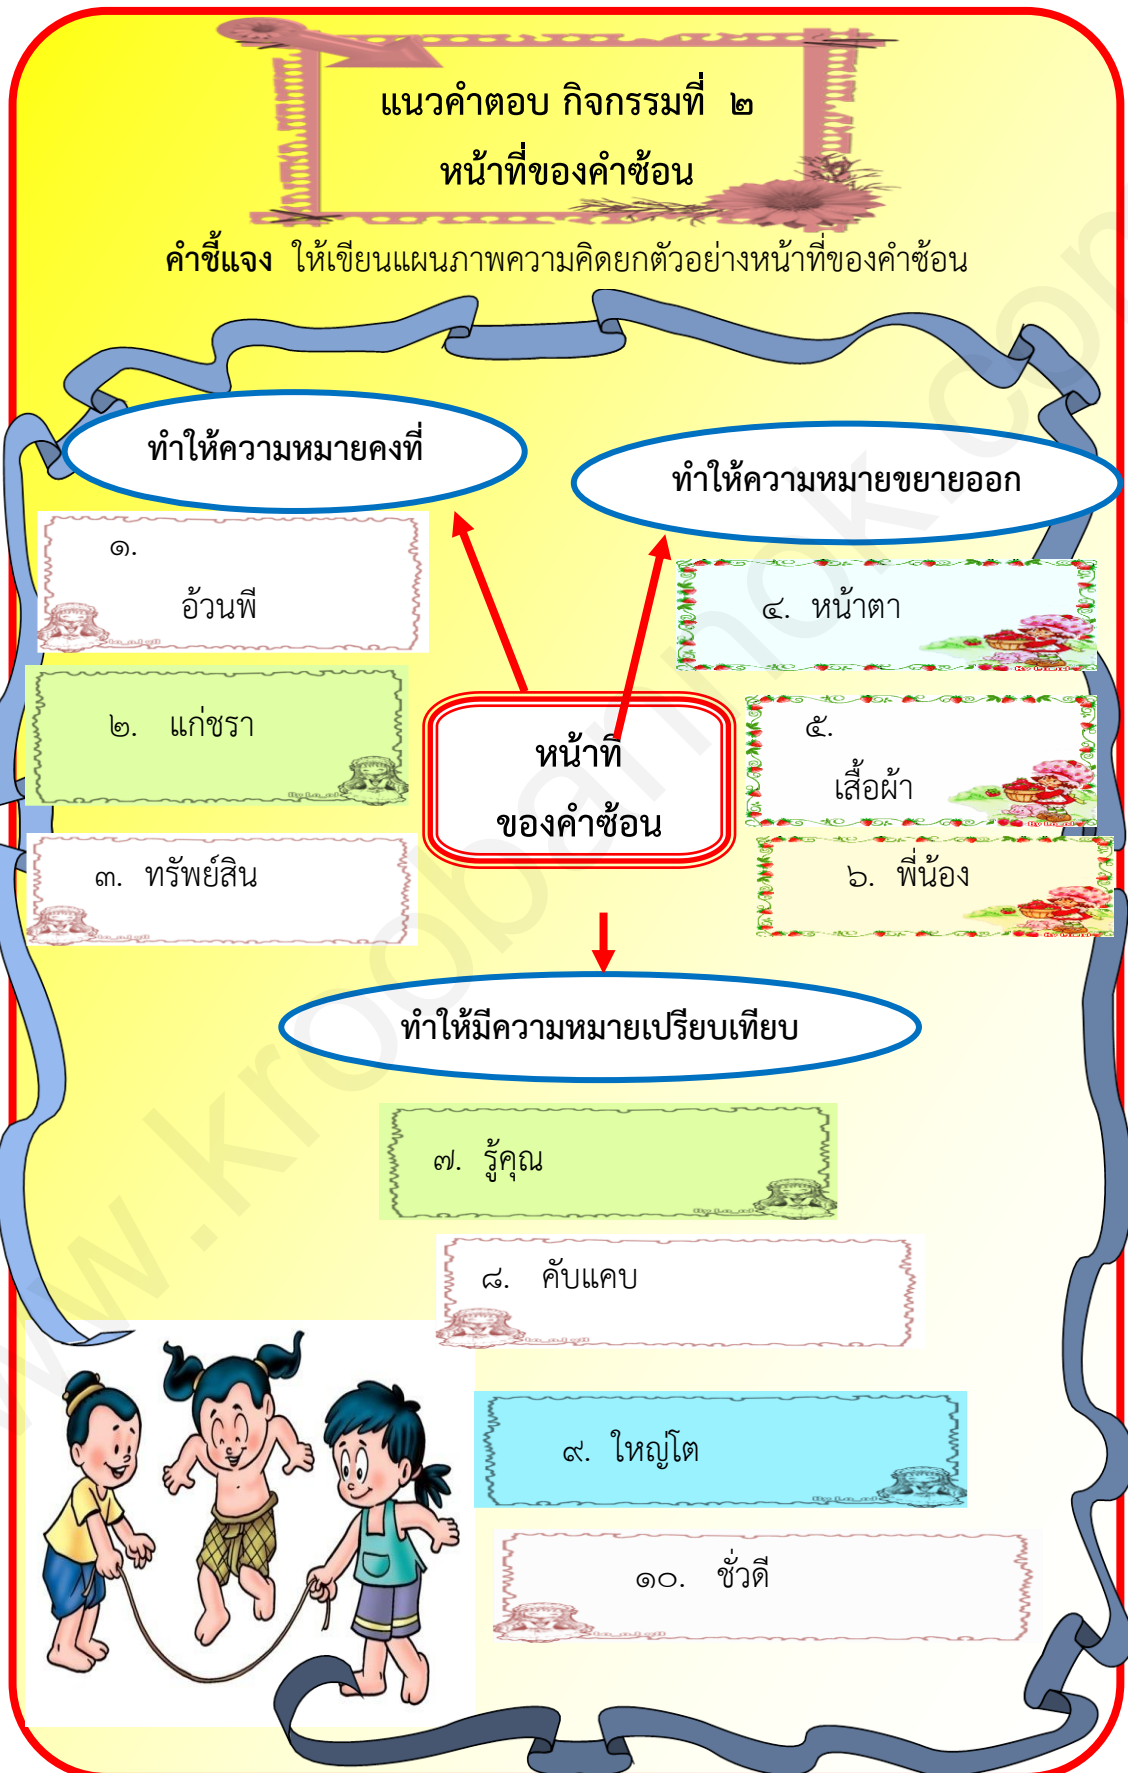 แนวคำตอบ กิจกรรมที่ ๒
หน้าที่ของคำซ้อน
คำชี้แจง ให้เขียนแผนภาพความคิดยกตัวอย่างหน้าที่ของคำซ้อน
ทำให้ความหมายคงที่
ทำให้ความหมายขยายออก
๑.
อ้วนพี
๒. แก่ชรา
๓. ทรัพย์สิน
๔. หน้าตา
๕.
เสื้อผ้า
๖. พี่น้อง
หน้าที่
ของคำซ้อน
ทำให้มีความหมายเปรียบเทียบ
๗. รู้คุณ
๘. คับแคบ
๙. ใหญ่โต
๑๐. ชั่วดี